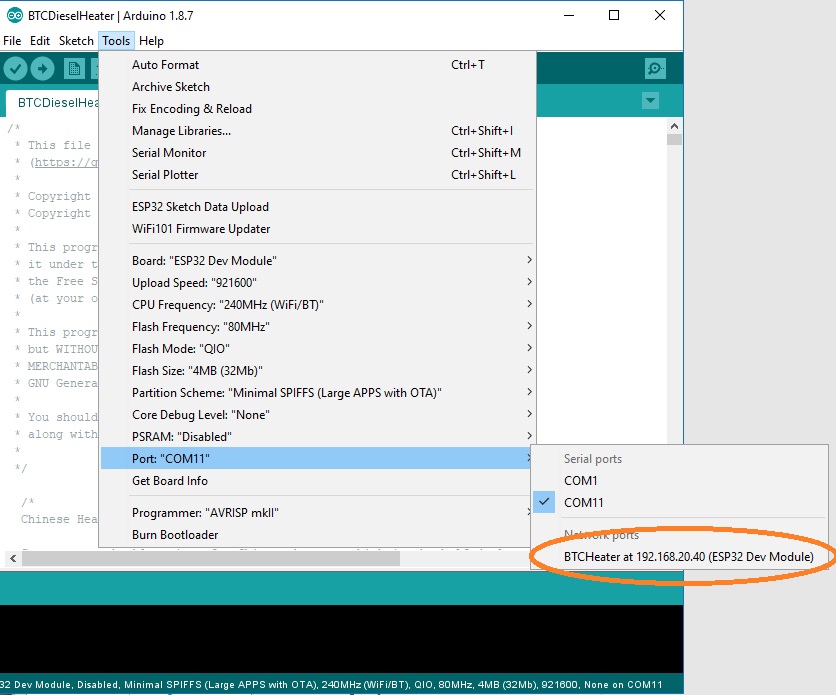 BTCDieselHeater | Arduino 1.8.7
File Edit Sketch Tools Help
BTCDieselHea
Auto Format Ctrl+T
Archive Sketch
Fix Encoding & Reload
Manage Libraries... Ctrl+Shift+I
Serial Monitor Ctrl+Shift+M
Serial Plotter Ctrl+Shift+L
ESP32 Sketch Data Upload
WiFi101 Firmware Updater
Board: "ESP32 Dev Module"
Upload Speed: "921600"
CPU Frequency: "240MHz (WiFi/BT)"
Flash Frequency: "80MHz"
Flash Mode: "QIO"
Flash Size: "4MB (32Mb)"
Partition Scheme: "Minimal SPIFFS (Large APPS with OTA)"
Core Debug Level: "None"
PSRAM: "Disabled"
Port: "COM11"
Get Board Info
Programmer: "AVRISP mkII"
Burn Bootloader
Serial ports
COM1
COM11
Network ports
BTCHeater at 192.168.20.40 (ESP32 Dev Module)
/*
* This file
* (https://q
*
* Copyright
* Copyright
*
* This progr
* it under t
* the Free S
* (at your o
*
* This progr
* but WITHOU
* MERCHANTAB
* GNU Genera
*
* You should
* along with
*
*/
/*
Chinese Hea
32 Dev Module, Disabled, Minimal SPIFFS (Large APPS with OTA), 240MHz (WiFi/BT), QIO, 80MHz, 4MB (32Mb), 921600, None on COM11